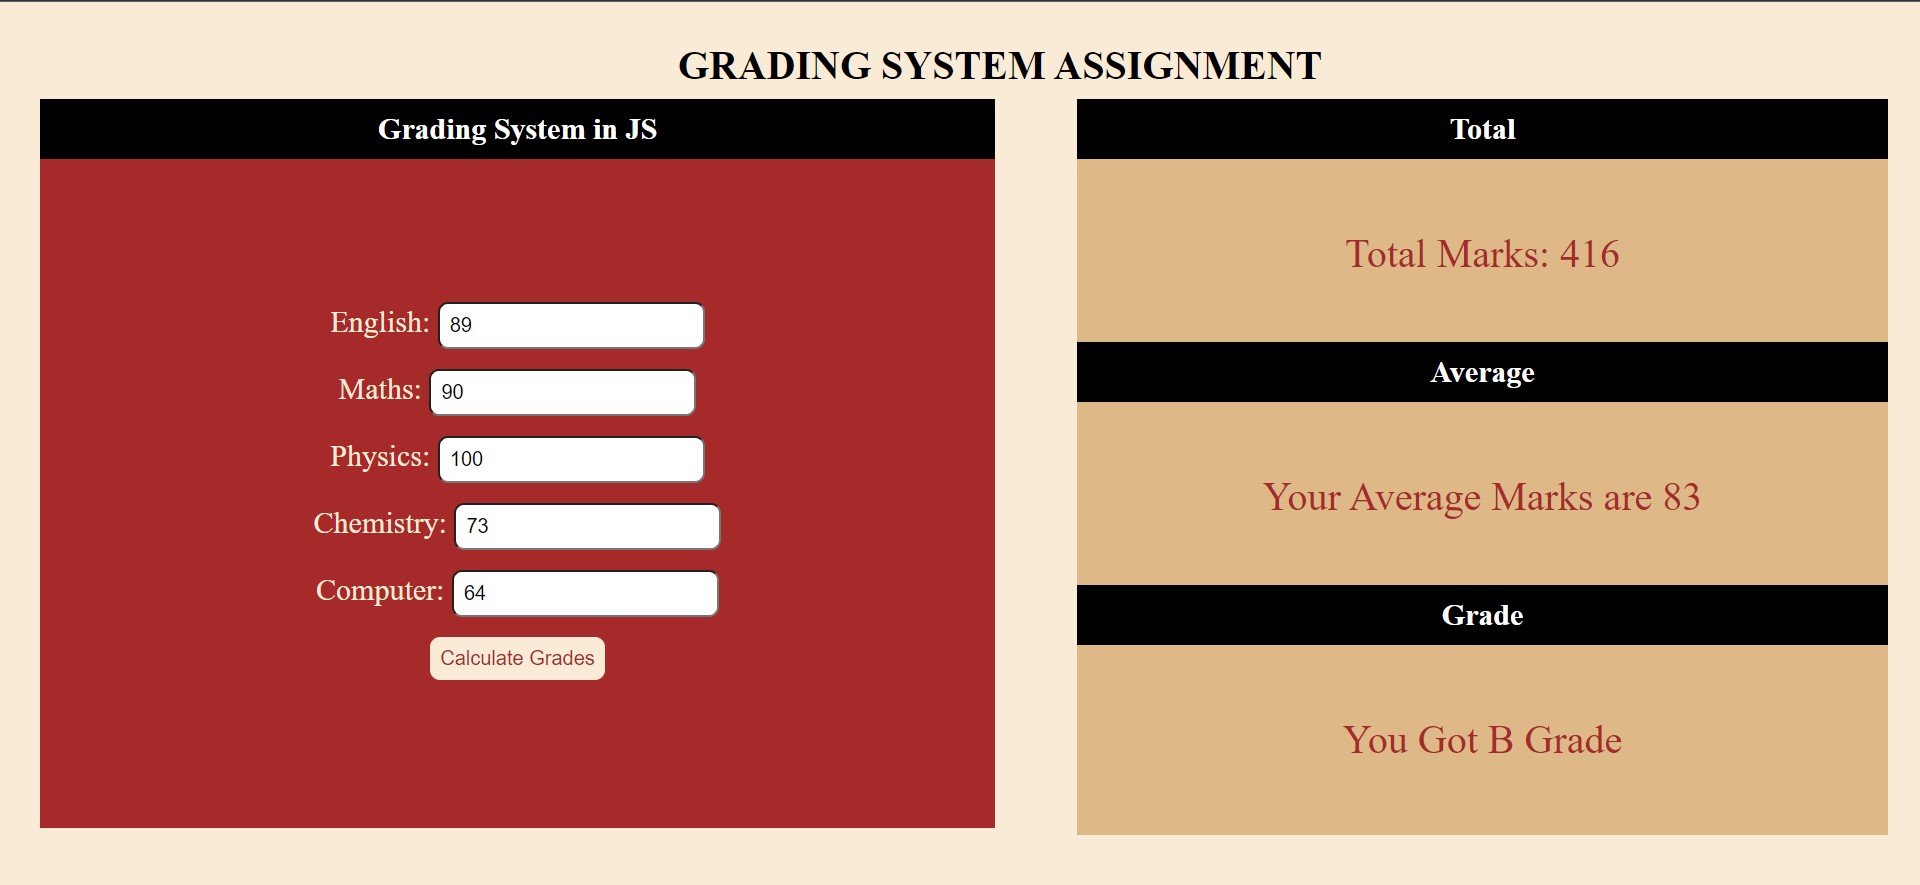 GRADING SYSTEM ASSIGNMENT
Grading System in JS
English: 89
Maths: 90
Physics: 100
Chemistry: 73
Computer: 64
Calculate Grades
Total
Total Marks: 416
Average
Your Average Marks are 83
Grade
You Got B Grade